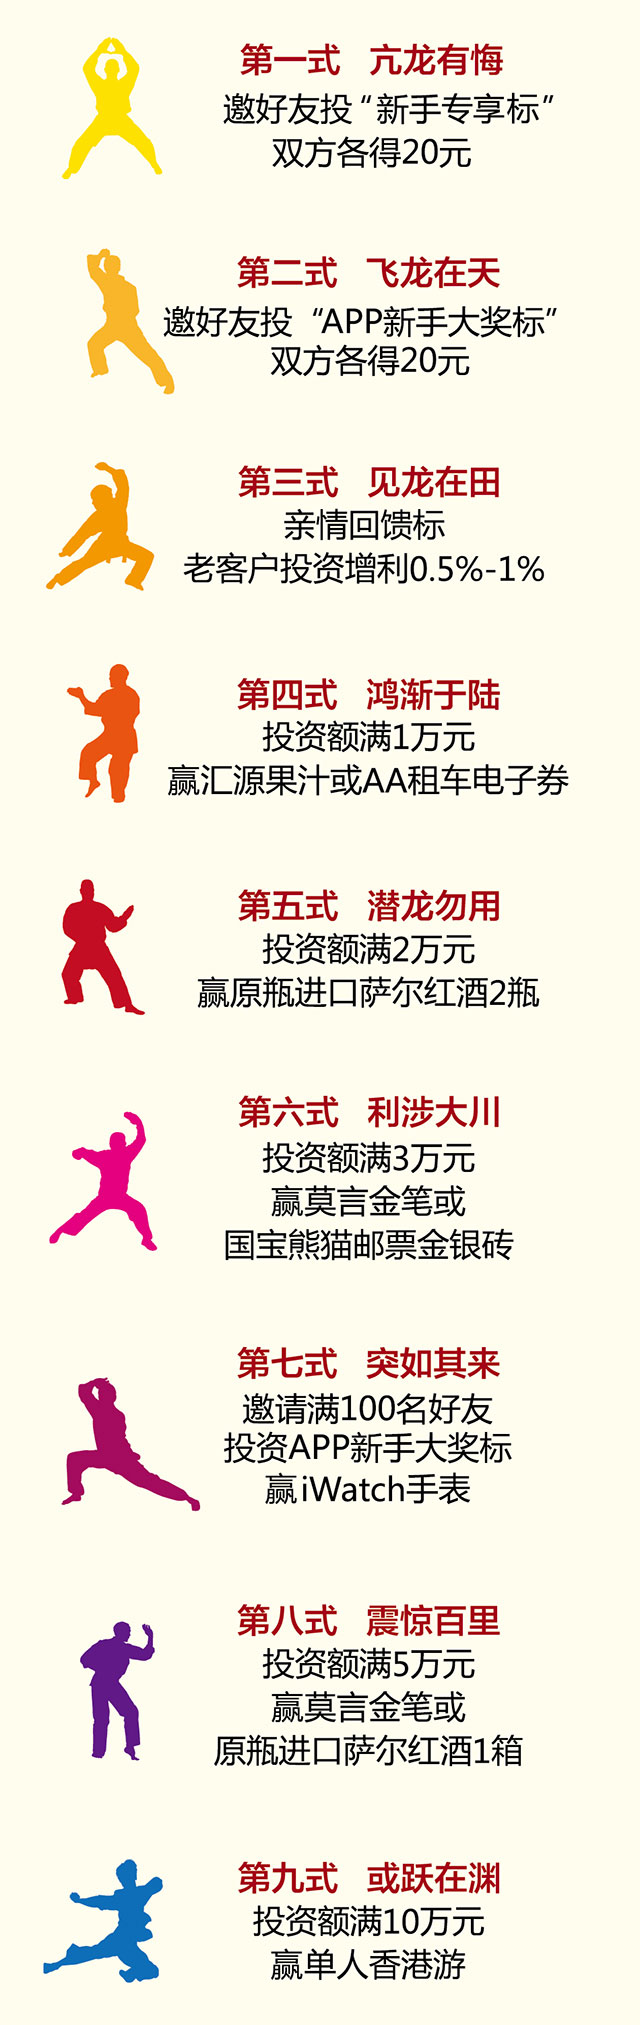 第一式 亢龙有悔
邀好友投“新手专享标”
双方各得20元
第二式 飞龙在天
邀好友投“APP新手大奖标”
双方各得20元
第三式 见龙在田
亲情回馈标
老客户投资增利0.5%-1%
第四式 鸿渐于陆
投资额满1万元
赢汇源果汁或AA租车电子券
第五式 潜龙勿用
投资额满2万元
赢原瓶进口萨尔红酒2瓶
第六式 利涉大川
投资额满3万元
赢莫言金笔或
国宝熊猫邮票金银砖
第七式 突如其来
邀请满100名好友
投资APP新手大奖标
赢iWatch手表
第八式 震惊百里
投资额满5万元
赢莫言金笔或
原瓶进口萨尔红酒1箱
第九式 或跃在渊
投资额满10万元
赢单人香港游